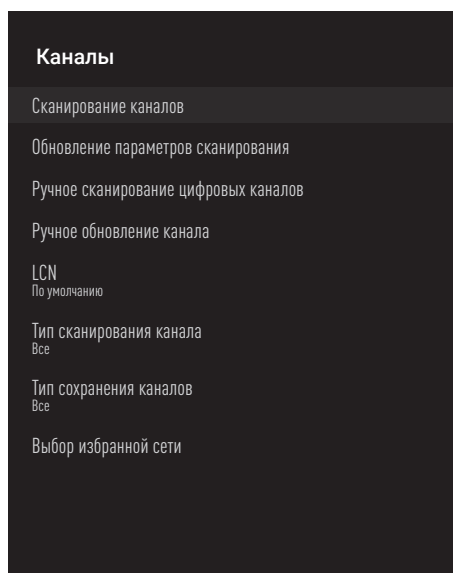 Каналы
Сканирование каналов
Обновление параметров сканирования
Ручное сканирование цифровых каналов
Ручное обновление канала
LCN
По умолчанию
Тип сканирования канала
Все
Тип сохранения каналов
Все
Выбор избранной сети